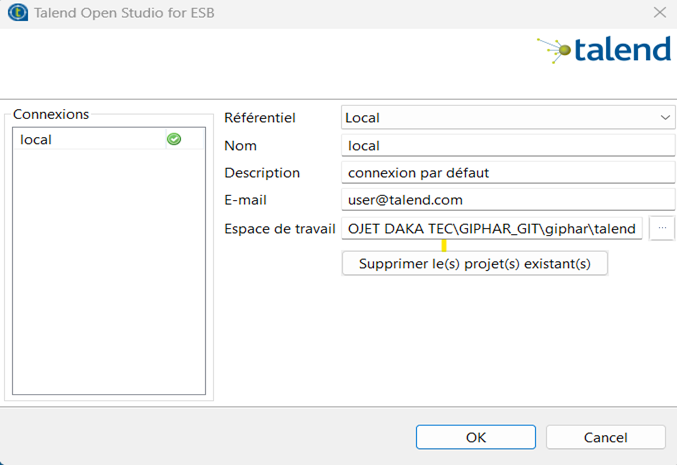 Talend Open Studio for ESB
talend
Connexions
local
Référentiel
Local
Nom
local
Description
connexion par défaut
E-mail
user@talend.com
Espace de travail
OJET DAKA TEC\GIPHAR_GIT\giphar\talend
...
Supprimer le(s) projet(s) existant(s)
OK
Cancel